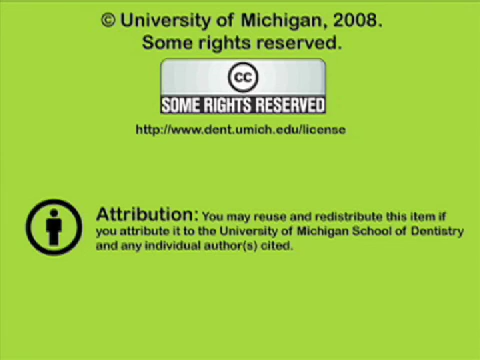 © University of Michigan, 2008.
Some rights reserved.
cc
SOME RIGHTS RESERVED
http://www.dent.umich.edu/license
Attribution: You may reuse and redistribute this item if
you attribute it to the University of Michigan School of Dentistry
and any individual author(s) cited.